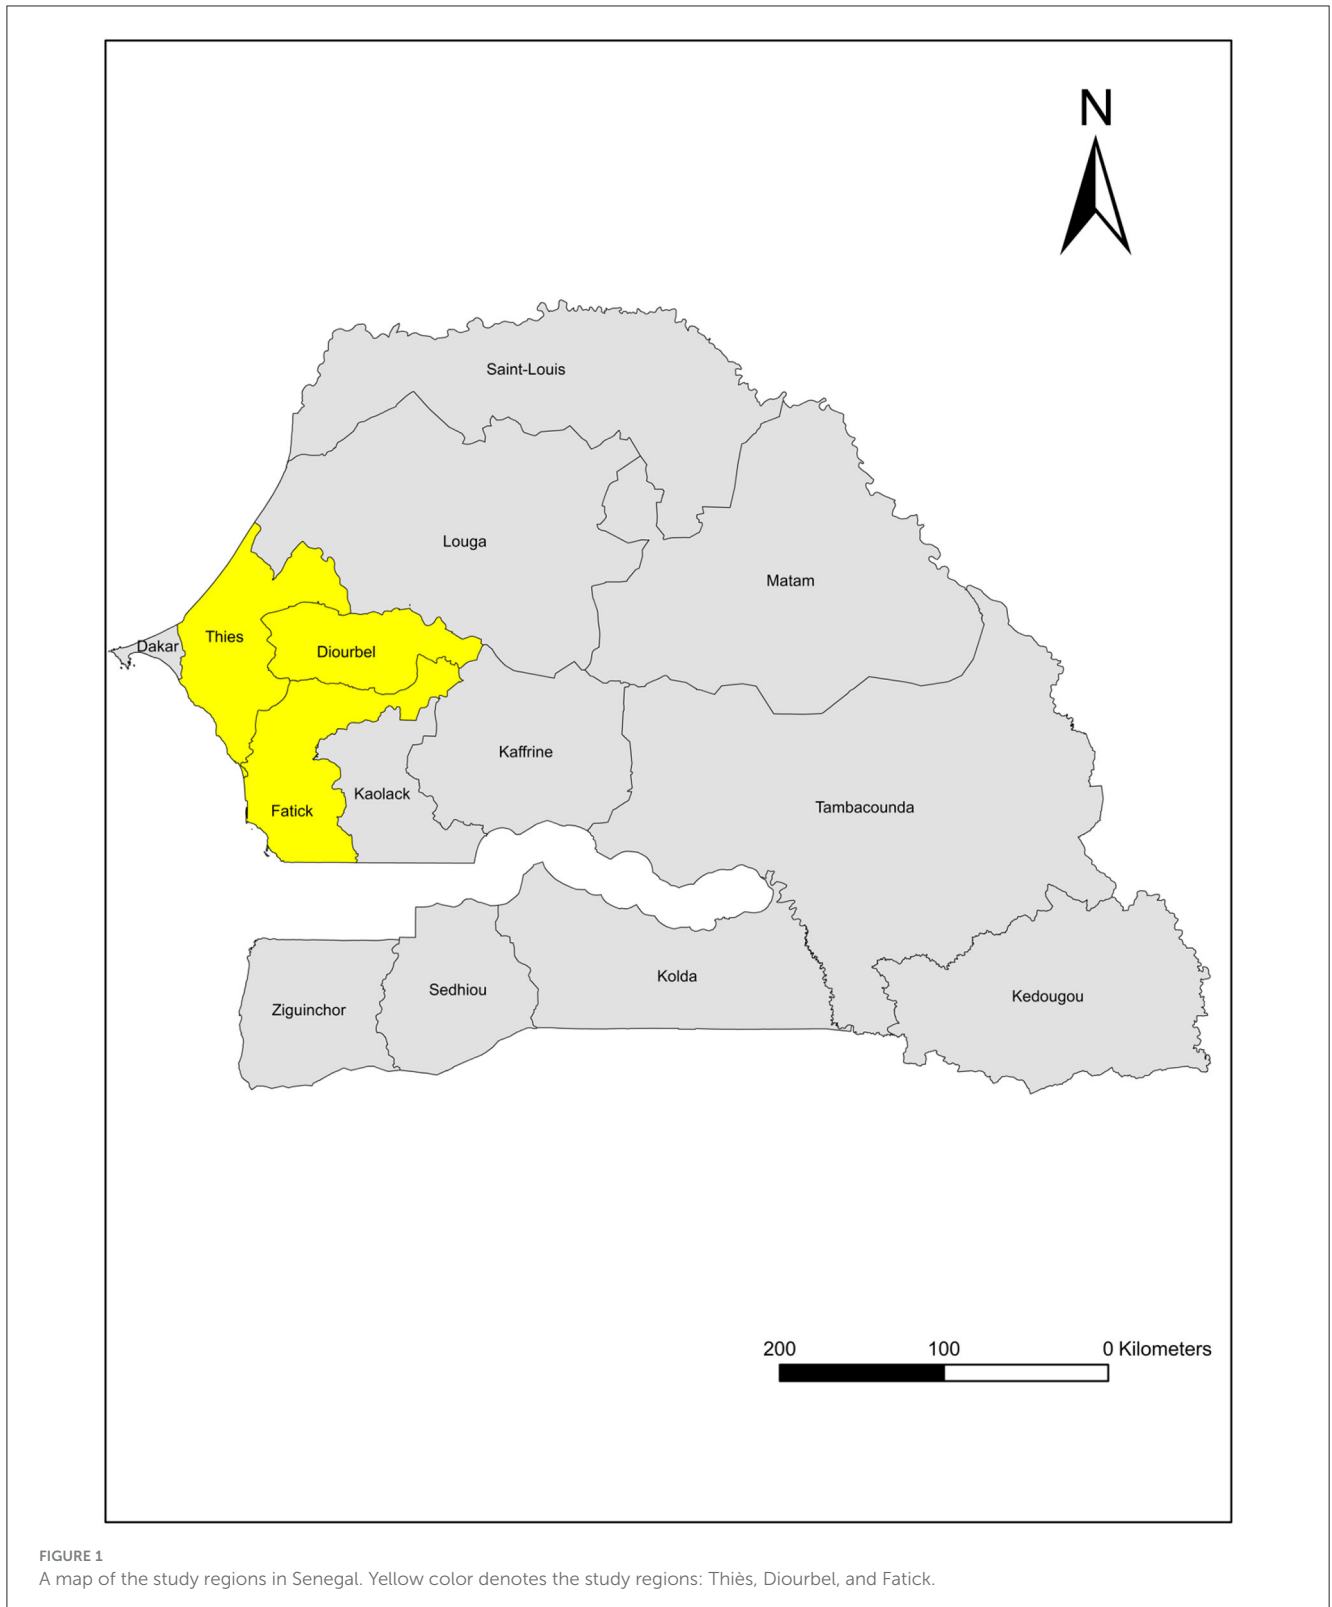 N
Saint-Louis
Louga
Matam
Thies
Dakar
Diourbel
Kaffrine
Kaolack
Tambacounda
Fatick
Kolda
Sedhiou
Kedougou
Ziguinchor
200 100 0 Kilometers
FIGURE 1
A map of the study regions in Senegal. Yellow color denotes the study regions: Thiès, Diourbel, and Fatick.